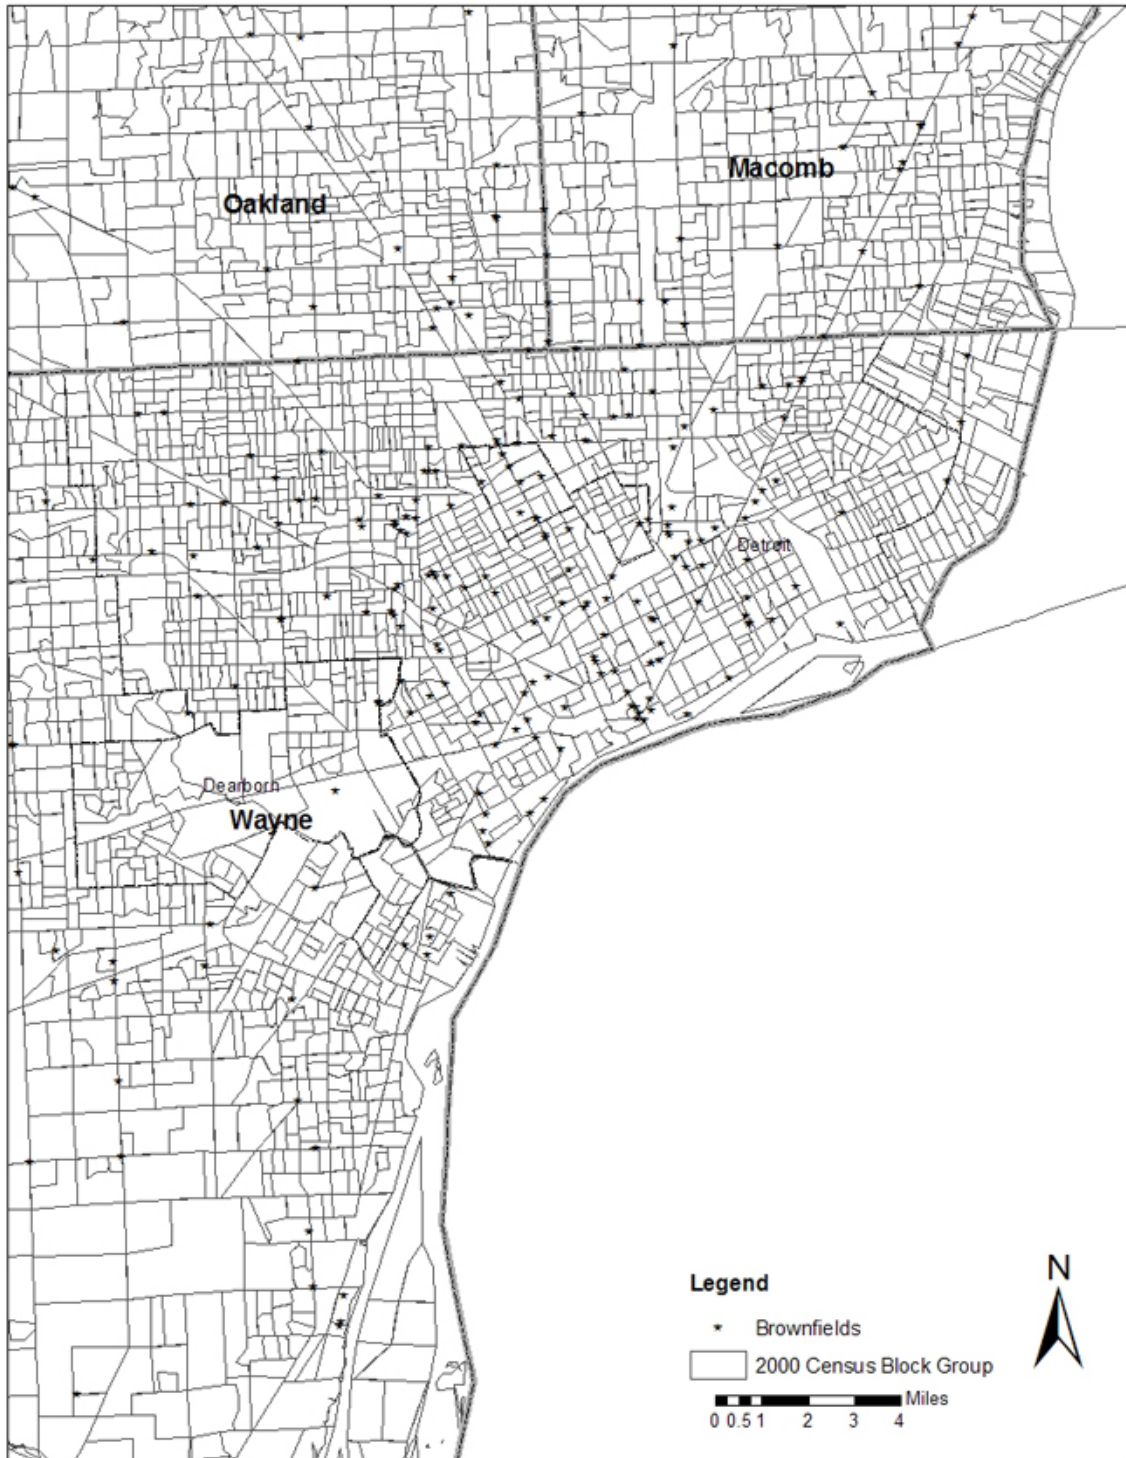 Macomb
Oakland
Detroit
Dearborn
Wayne
Legend
N
Brownfields
2000 Census Block Group
Miles
0 0.5 1 2 3 4